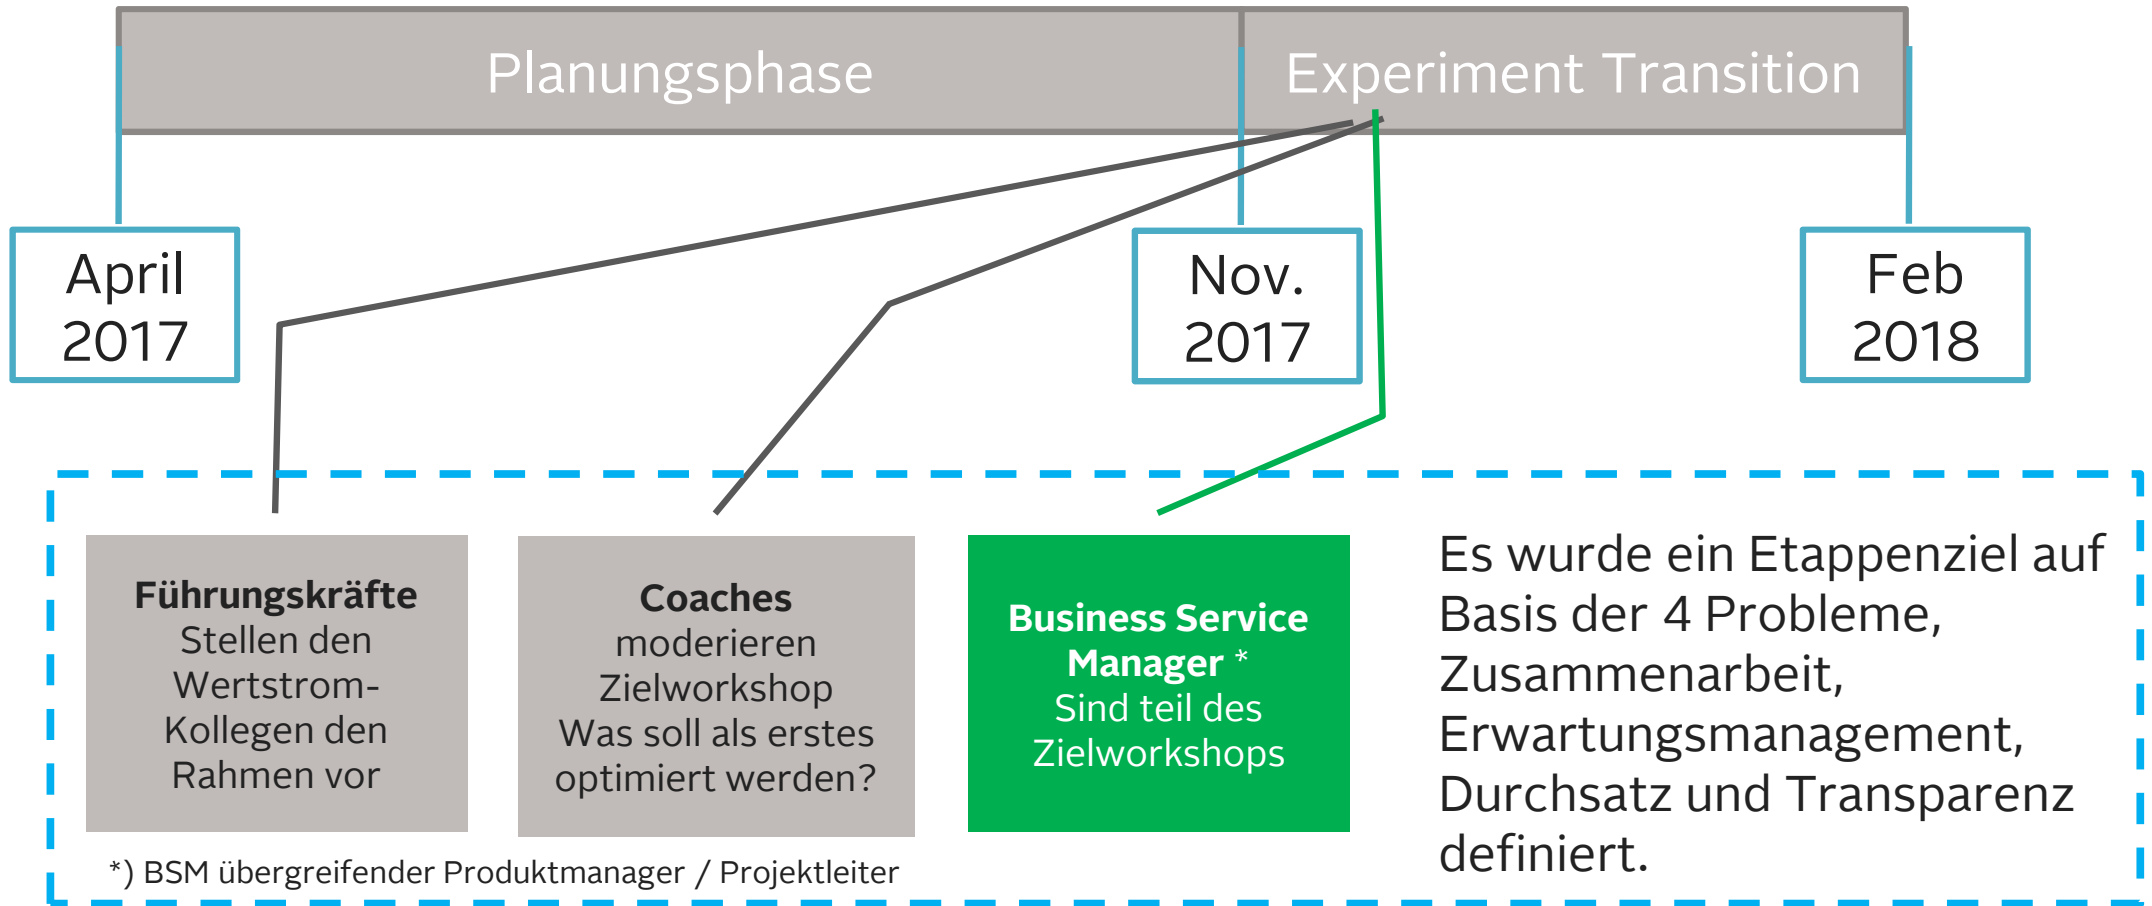 Planungsphase
Experiment Transition
April
2017
Nov.
2017
Feb
2018
Führungskräfte
Stellen den
Wertstrom-
Kollegen den
Rahmen vor
Coaches
moderieren
Zielworkshop
Was soll als erstes
optimiert werden?
Business Service
Manager *
Sind teil des
Zielworkshops
Es wurde ein Etappenziel auf
Basis der 4 Probleme,
Zusammenarbeit,
Erwartungsmanagement,
Durchsatz und Transparenz
definiert.
*) BSM übergreifender Produktmanager / Projektleiter